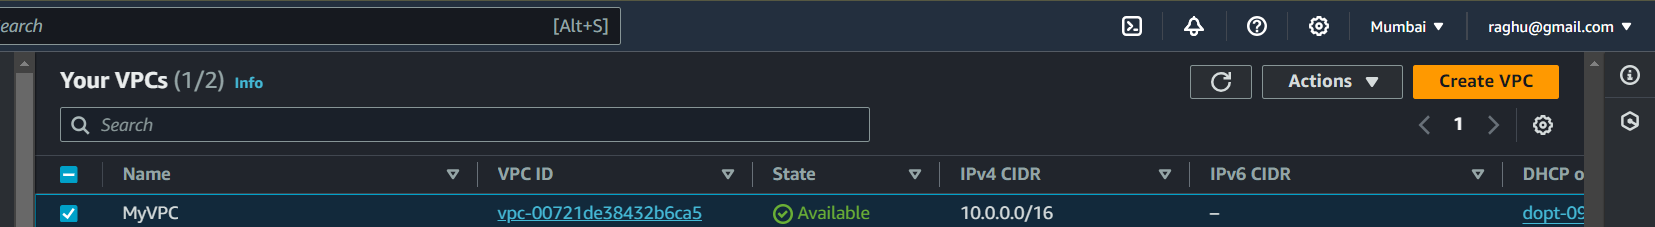 earch [Alt+S] Mumbai raghu@gmail.com
Your VPCs (1/2) Info Actions Create VPC
Search 1
Name VPC ID State IPv4 CIDR IPv6 CIDR DHCP o
MyVPC vpc-00721de38432b6ca5 Available 10.0.0.0/16 – dopt-09